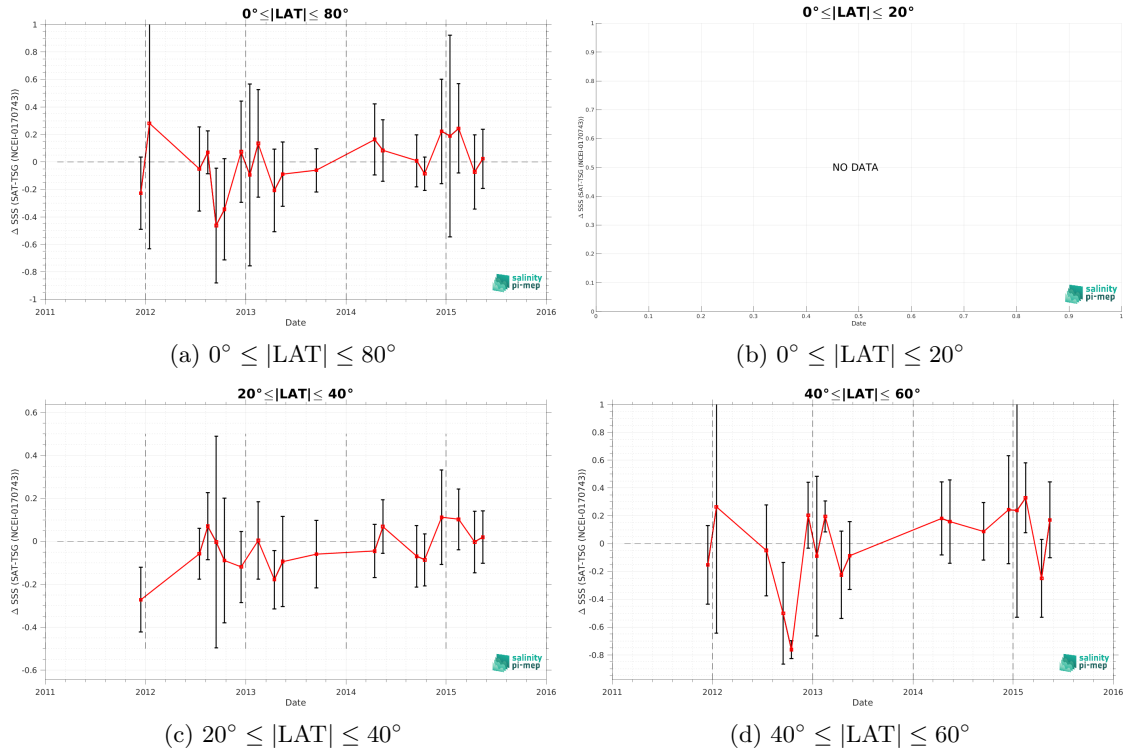 0°≤|LAT|≤ 80°
Δ SSS (SAT-TSG (NCEI-0170743))
1
0.8
0.6
0.4
0.2
0
-0.2
-0.4
-0.6
-0.8
-1
2011 2012 2013 2014 2015 2016
Date
salinity
pi-mep
(a) 0° ≤ |LAT| ≤ 80°
0°≤|LAT|≤ 20°
Δ SSS (SAT-TSG (NCEI-0170743))
1
0.9
0.8
0.7
0.6
0.5
0.4
0.3
0.2
0.1
0
NO DATA
0 0.1 0.2 0.3 0.4 0.5 0.6 0.7 0.8 0.9 1
Date
salinity
pi-mep
(b) 0° ≤ |LAT| ≤ 20°
20°≤|LAT|≤ 40°
Δ SSS (SAT-TSG (NCEI-0170743))
0.6
0.4
0.2
0
-0.2
-0.4
-0.6
2011 2012 2013 2014 2015 2016
Date
salinity
pi-mep
(c) 20° ≤ |LAT| ≤ 40°
40°≤|LAT|≤ 60°
Δ SSS (SAT-TSG (NCEI-0170743))
1
0.8
0.6
0.4
0.2
0
-0.2
-0.4
-0.6
-0.8
2011 2012 2013 2014 2015 2016
Date
salinity
pi-mep
(d) 40° ≤ |LAT| ≤ 60°